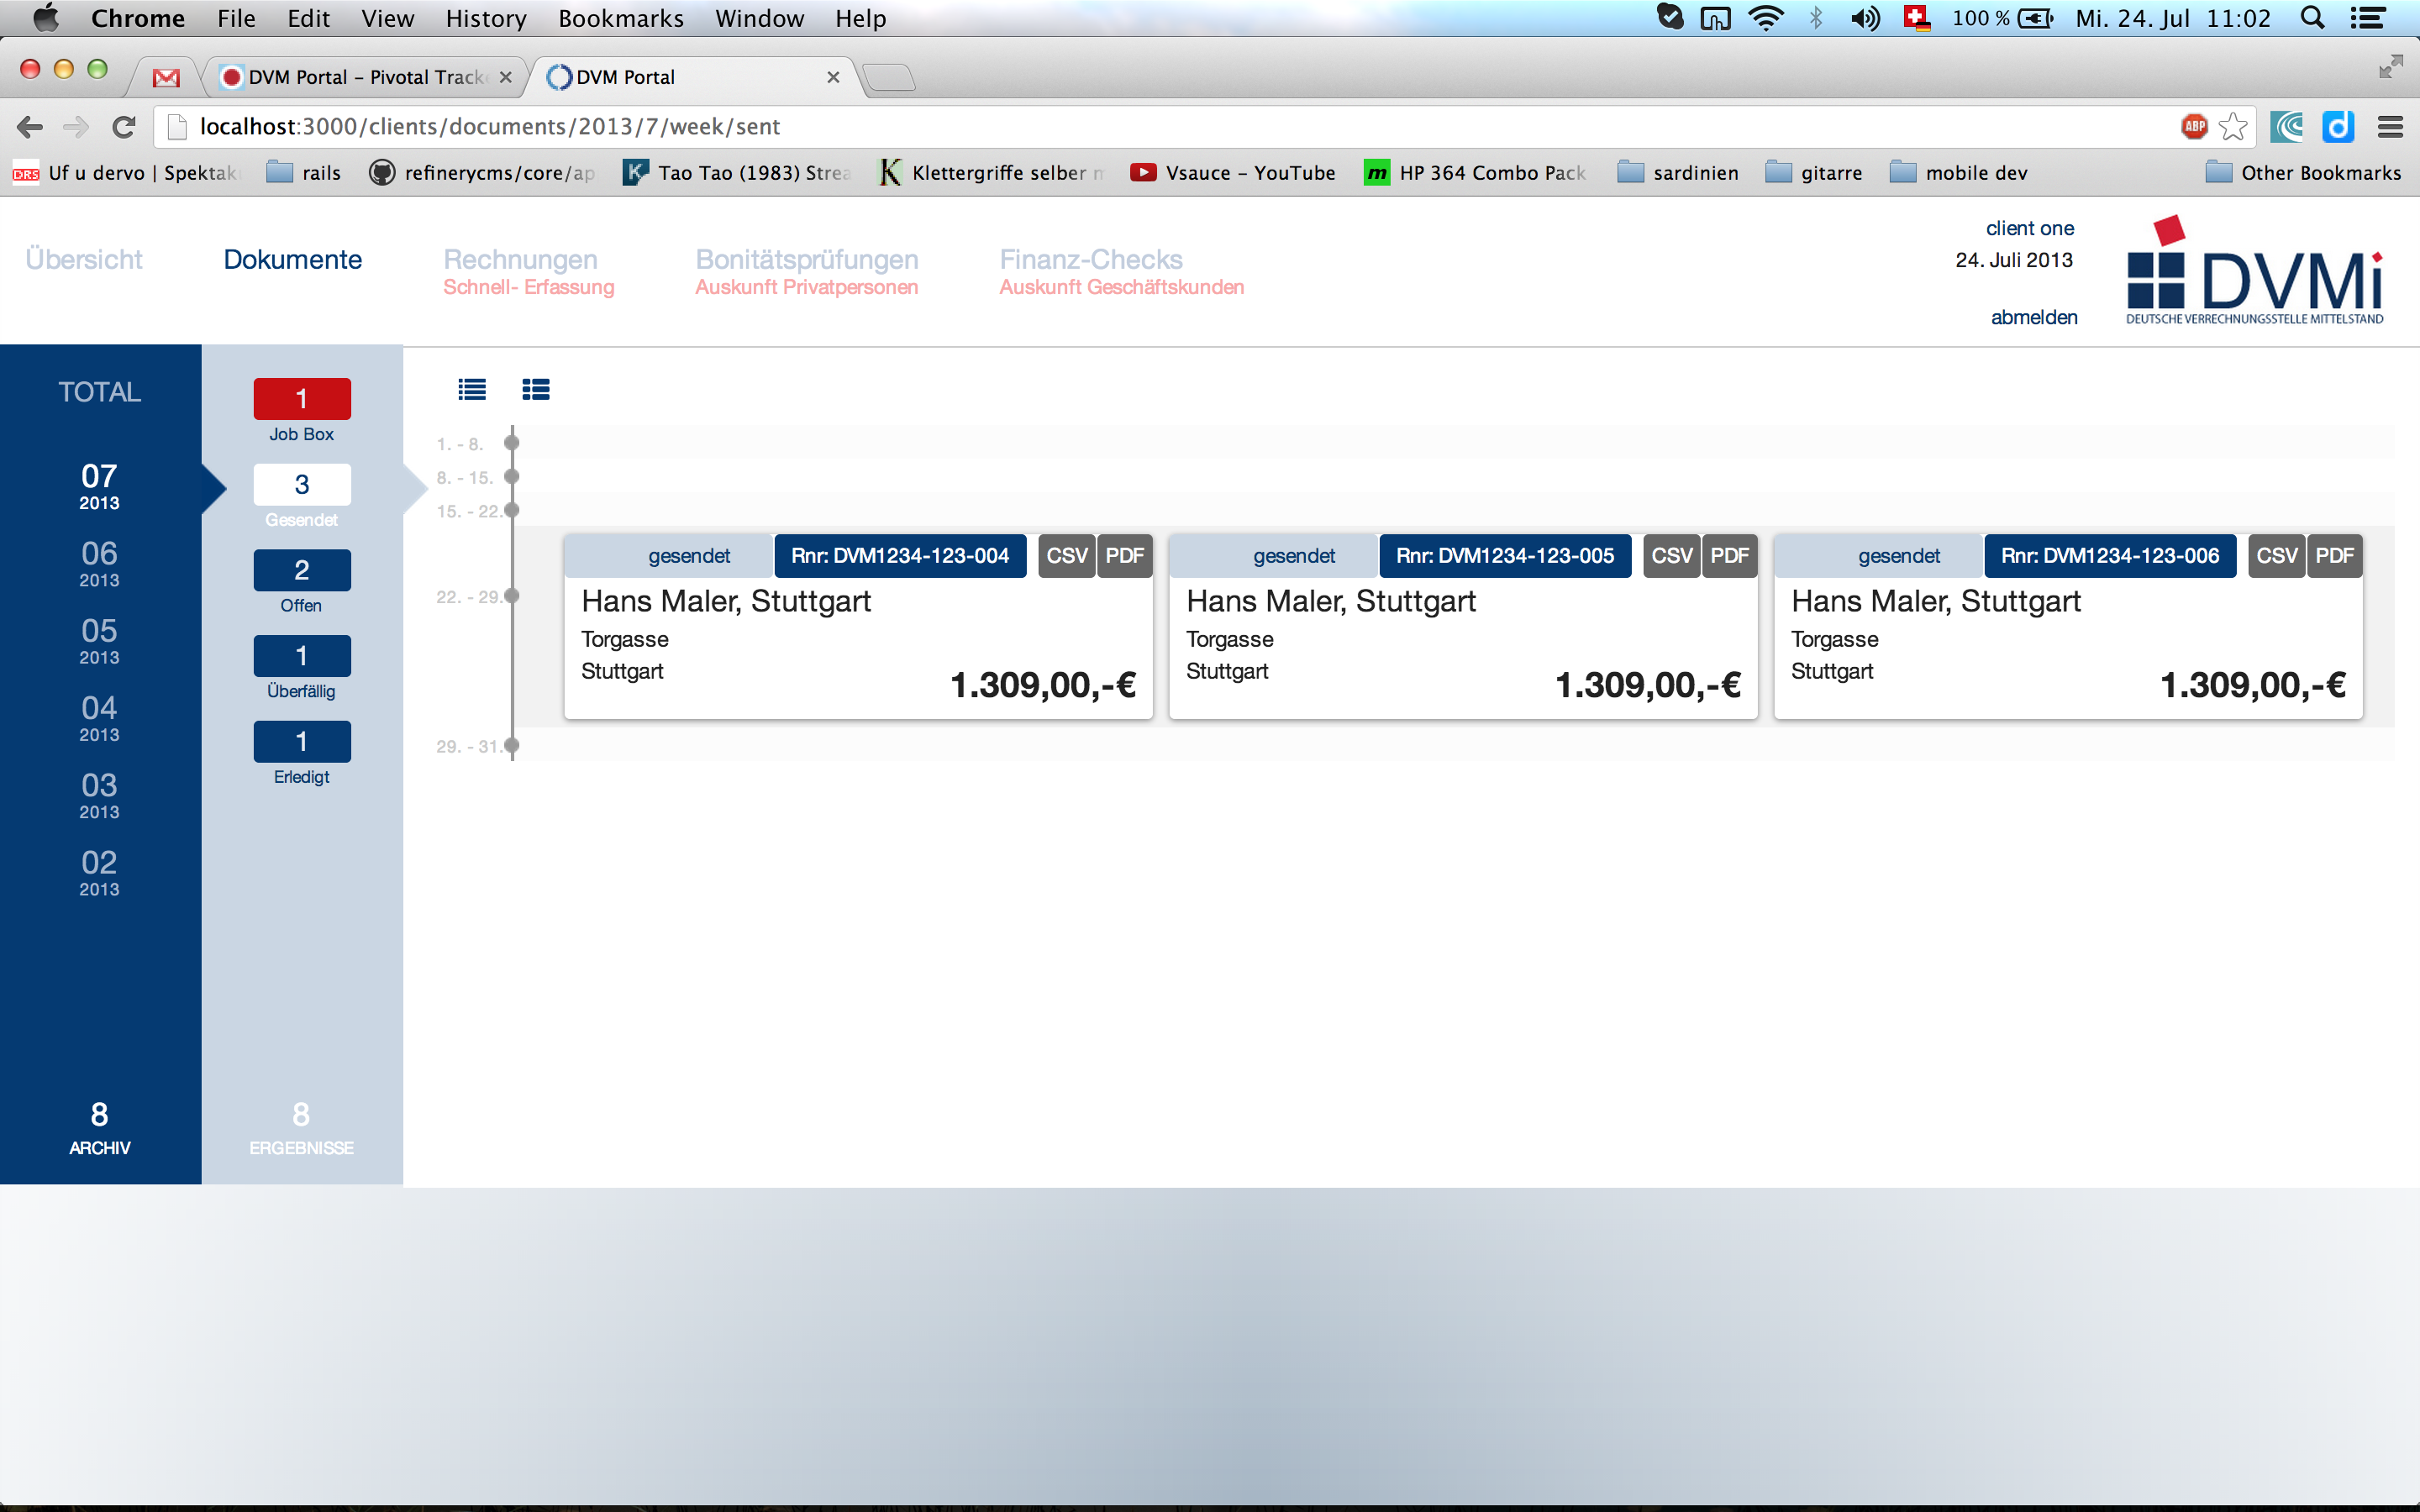 Chrome File Edit View History Bookmarks Window Help 100 % Mi. 24. Jul 11:02
DVM Portal – Pivotal Track DVM Portal
localhost:3000/clients/documents/2013/7/week/sent ABP
DRS Uf u dervo | Spektak rails refinerycms/core/ap Tao Tao (1983) Strea Klettergriffe selber m Vsauce – YouTube HP 364 Combo Pack sardinien gitarre mobile dev Other Bookmarks
Übersicht Dokumente Rechnungen Bonitätsprüfungen Finanz-Checks
Schnell- Erfassung Auskunft Privatpersonen Auskunft Geschäftskunden
client one
24. Juli 2013
abmelden
DVMi
DEUTSCHE VERRECHNUNGSSTELLE MITTELSTAND
TOTAL
07
2013
06
2013
05
2013
04
2013
03
2013
02
2013
8
ARCHIV
1
Job Box
3
Gesendet
2
Offen
1
Überfällig
1
Erledigt
8
ERGEBNISSE
1. - 8.
8. - 15.
15. - 22.
22. - 29.
gesendet Rnr: DVM1234-123-004 CSV PDF
Hans Maler, Stuttgart
Torgasse
Stuttgart
1.309,00,-€
gesendet Rnr: DVM1234-123-005 CSV PDF
Hans Maler, Stuttgart
Torgasse
Stuttgart
1.309,00,-€
gesendet Rnr: DVM1234-123-006 CSV PDF
Hans Maler, Stuttgart
Torgasse
Stuttgart
1.309,00,-€
29. - 31.